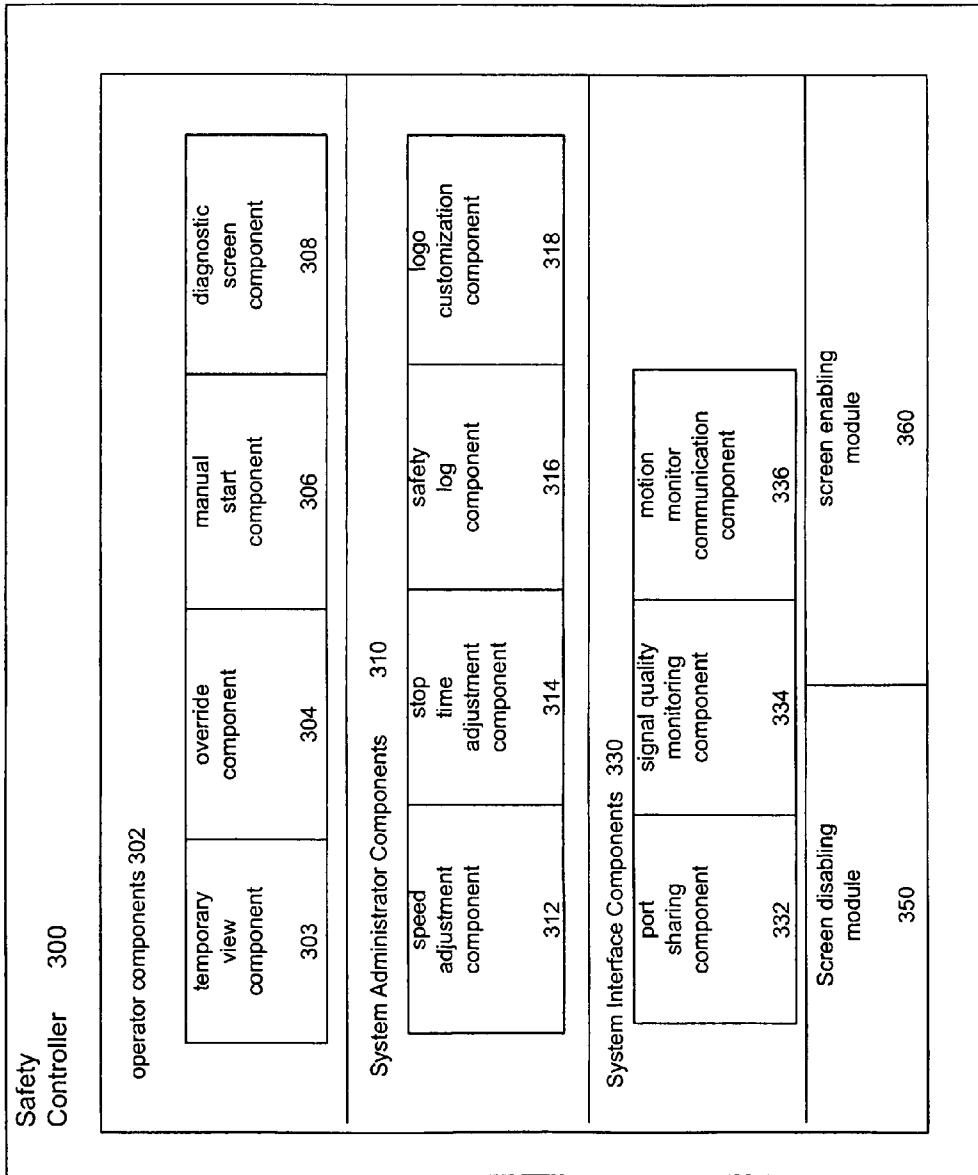 Safety
Controller 300
operator components 302
temporary
view
component
303
override
component
304
manual
start
component
306
diagnostic
screen
component
308
System Administrator Components 310
speed
adjustment
component
312
stop
time
adjustment
component
314
safety
log
component
316
logo
customization
component
318
System Interface Components 330
port
sharing
component
332
signal quality
monitoring
component
334
motion
monitor
communication
component
336
Screen disabling
module
350
screen enabling
module
360